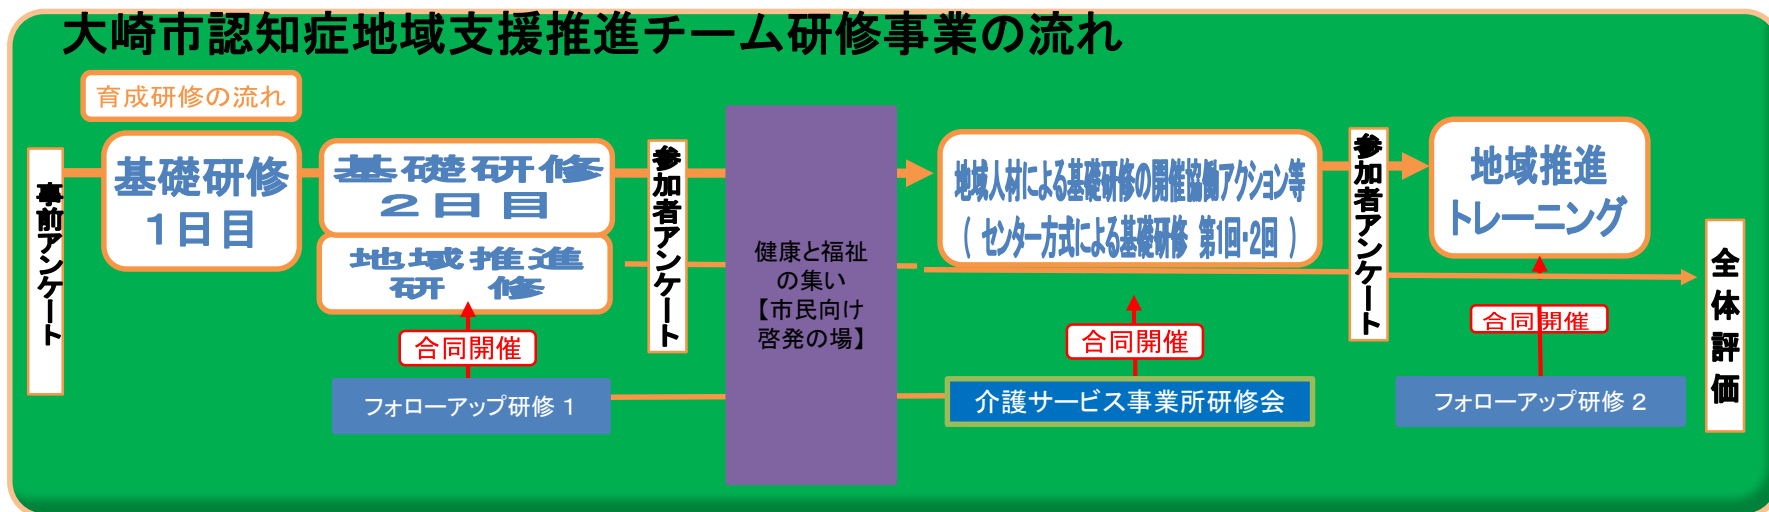 大崎市認知症地域支援推進チーム研修事業の流れ
育成研修の流れ
事前アンケート
基礎研修
1日目
基礎研修
2日目
地域推進
研　修
合同開催
フォローアップ研修 1
参加者アンケート
健康と福祉
の集い
【市民向け
啓発の場】
地域人材による基礎研修の開催協働アクション等
（ センター方式による基礎研修 第1回・2回 ）
合同開催
介護サービス事業所研修会
参加者アンケート
地域推進
トレーニング
合同開催
フォローアップ研修 2
全体評価